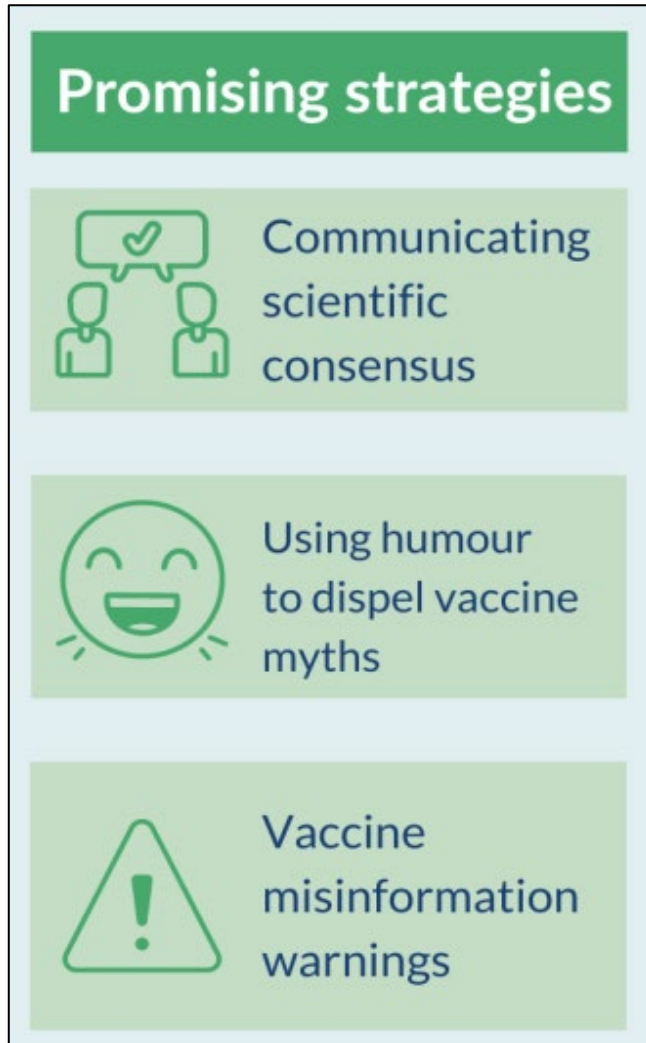 Promising strategies
Communicating
scientific
consensus
Using humour
to dispel vaccine
myths
Vaccine
misinformation
warnings